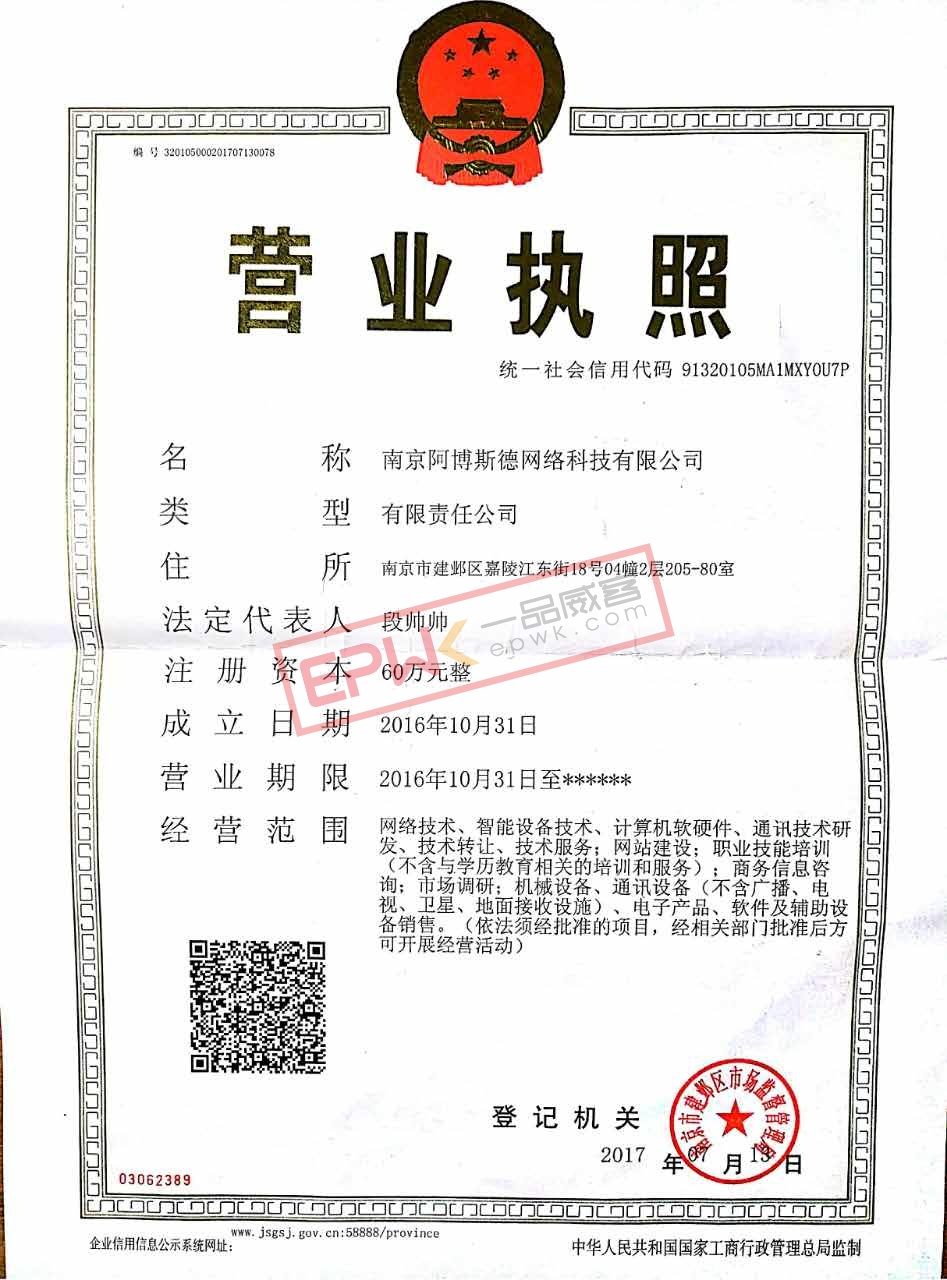 编 号 320105000201707130078
营业执照
统一社会信用代码 91320105MA1MXY0U7P
名称 南京阿博斯德网络科技有限公司
类型 有限责任公司
住所 南京市建邺区嘉陵江东街18号04幢2层205-80室
法定代表人 段帅帅
注册资本 60万元整
成立日期 2016年10月31日
营业期限 2016年10月31日至******
经营范围 网络技术、智能设备技术、计算机软硬件、通讯技术研
发、技术转让、技术服务；网站建设；职业技能培训
（不含与学历教育相关的培训和服务）；商务信息咨
询；市场调研；机械设备、通讯设备（不含广播、电
视、卫星、地面接收设施）、电子产品、软件及辅助设
备销售。（依法须经批准的项目，经相关部门批准后方
可开展经营活动）
EPWK 一品威客
epwk.com
登记机关
南京市建邺区市场监督管理局
2017 年 07 月 13 日
03062389
企业信用信息公示系统网址： www.jsgsj.gov.cn:58888/province
中华人民共和国国家工商行政管理总局监制